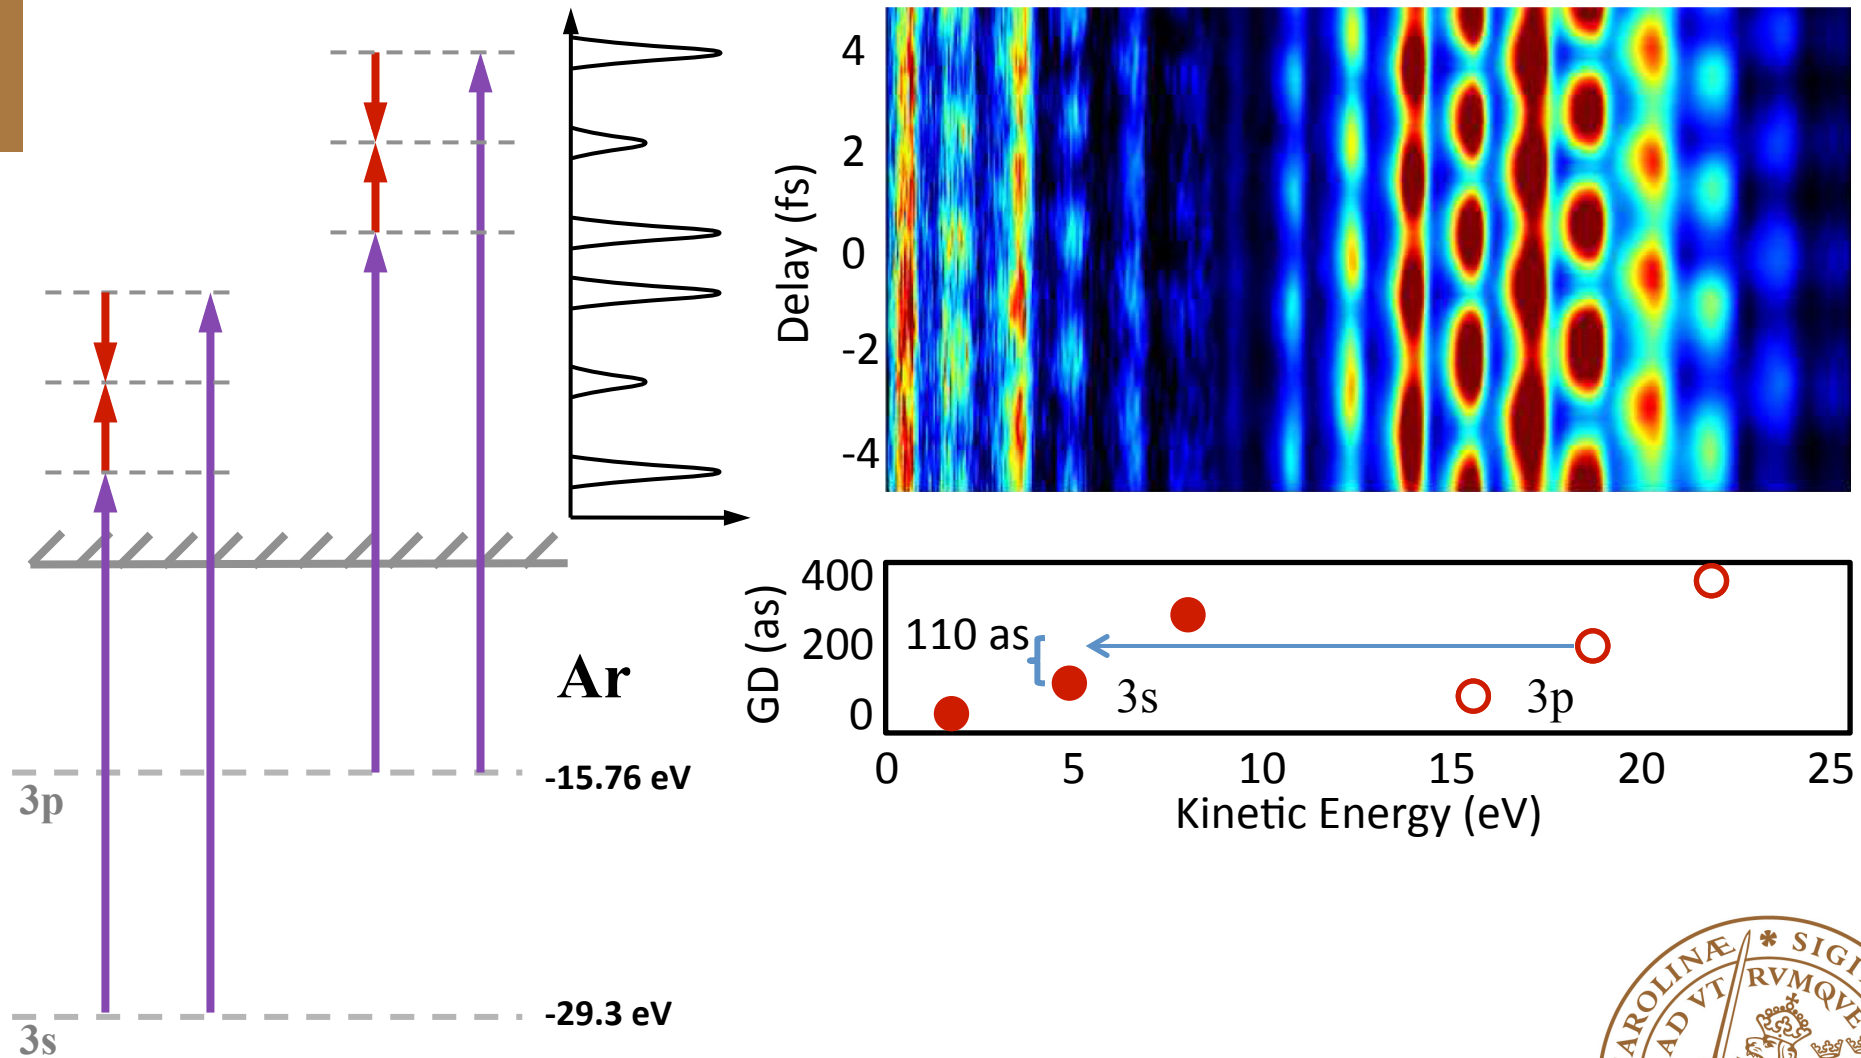 4
2
0
-2
-4
Delay (fs)
400
200
0
GD (as)
110 as
3s
3p
0 5 10 15 20 25
Kinetic Energy (eV)
Ar
-15.76 eV
3p
-29.3 eV
3s
CAROLINÆ * SIGI
AD VT RVMQVE